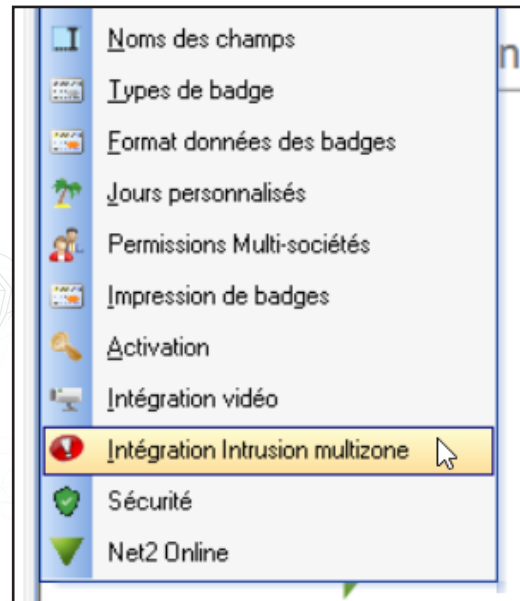 Noms des champs
Types de badge
Format données des badges
Jours personnalisés
Permissions Multi-sociétés
Impression de badges
Activation
Intégration vidéo
Intégration Intrusion multizone
Sécurité
Net2 Online